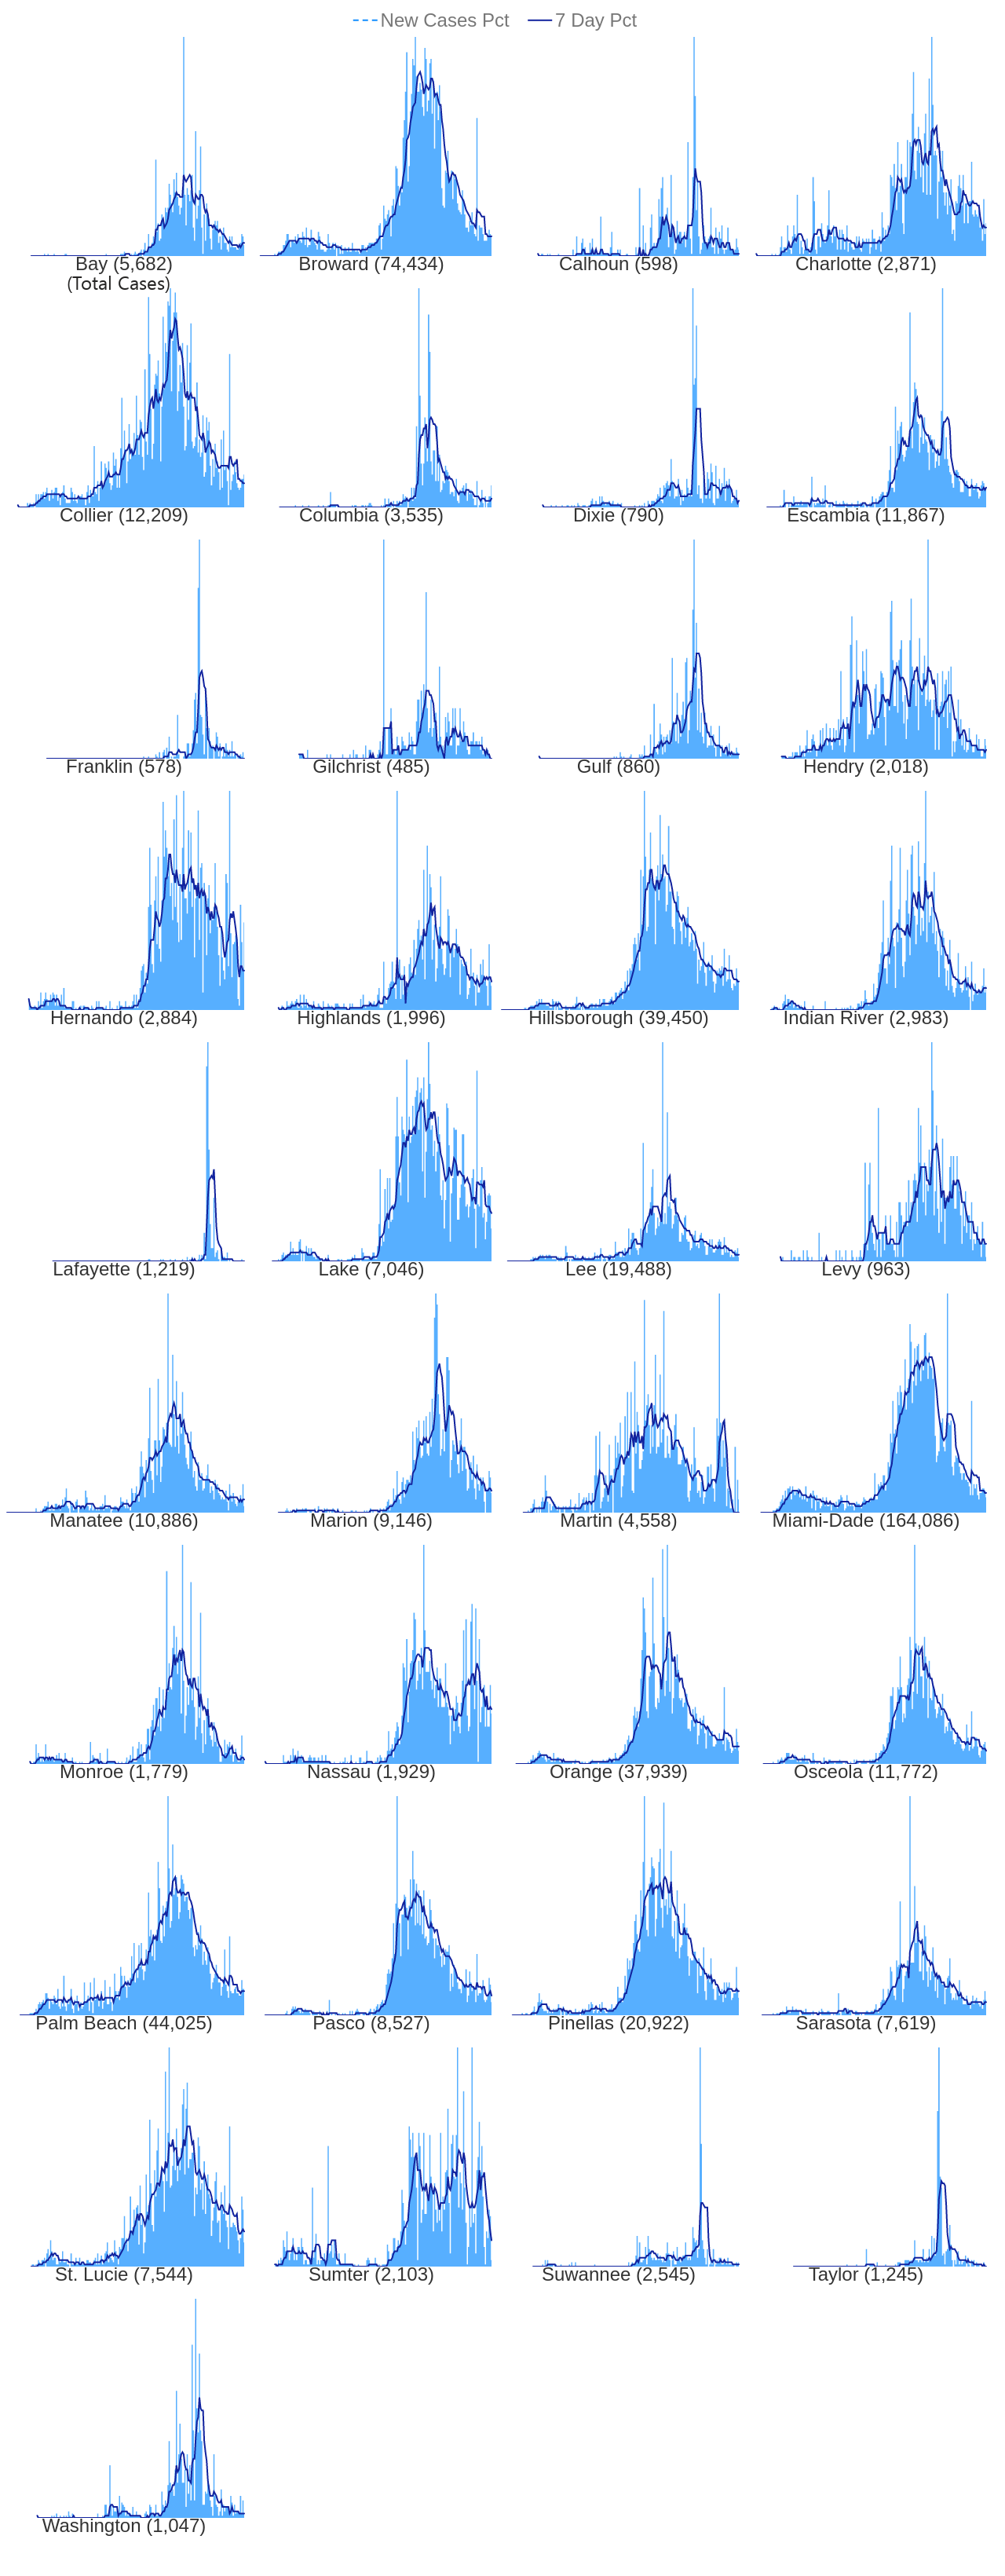 New Cases Pct 7 Day Pct
Bay (5,682) Broward (74,434) Calhoun (598) Charlotte (2,871)
(Total Cases)
Collier (12,209) Columbia (3,535) Dixie (790) Escambia (11,867)
Franklin (578) Gilchrist (485) Gulf (860) Hendry (2,018)
Hernando (2,884) Highlands (1,996) Hillsborough (39,450) Indian River (2,983)
Lafayette (1,219) Lake (7,046) Lee (19,488) Levy (963)
Manatee (10,886) Marion (9,146) Martin (4,558) Miami-Dade (164,086)
Monroe (1,779) Nassau (1,929) Orange (37,939) Osceola (11,772)
Palm Beach (44,025) Pasco (8,527) Pinellas (20,922) Sarasota (7,619)
St. Lucie (7,544) Sumter (2,103) Suwannee (2,545) Taylor (1,245)
Washington (1,047)